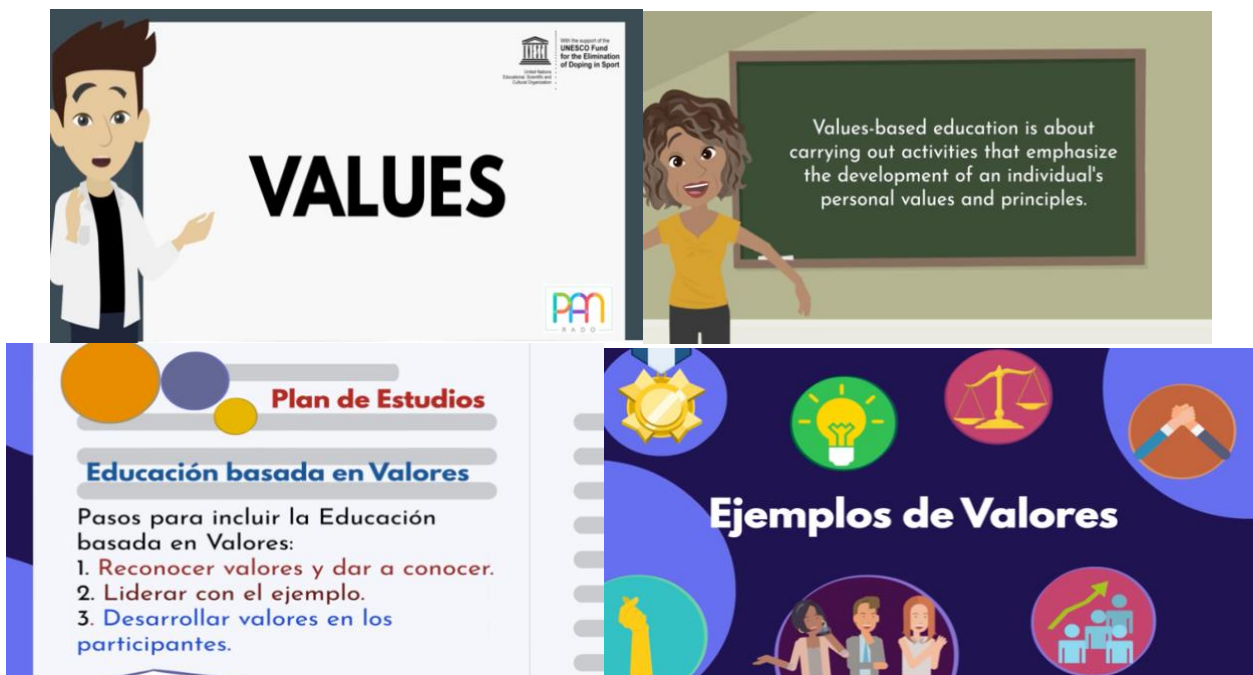 With the support of the
UNESCO Fund
for the Elimination
of Doping in Sport
United Nations
Educational, Scientific and
Cultural Organization
VALUES
PAN
RADO
Values-based education is about
carrying out activities that emphasize
the development of an individual's
personal values and principles.
Plan de Estudios
Educación basada en Valores
Pasos para incluir la Educación
basada en Valores:
1. Reconocer valores y dar a conocer.
2. Liderar con el ejemplo.
3. Desarrollar valores en los
participantes.
Ejemplos de Valores